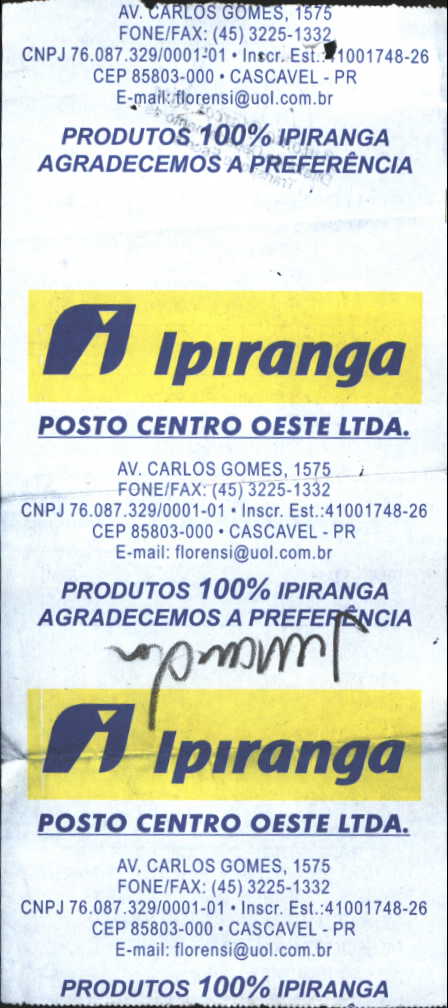 AV. CARLOS GOMES, 1575
FONE/FAX: (45) 3225-1332
CNPJ 76.087.329/0001-01 • Inscr. Est.:41001748-26
CEP 85803-000 • CASCAVEL - PR
E-mail: florensi@uol.com.br
PRODUTOS 100% IPIRANGA
AGRADECEMOS A PREFERÊNCIA
Ipiranga
POSTO CENTRO OESTE LTDA.
AV. CARLOS GOMES, 1575
FONE/FAX: (45) 3225-1332
CNPJ 76.087.329/0001-01 • Inscr. Est.:41001748-26
CEP 85803-000 • CASCAVEL - PR
E-mail: florensi@uol.com.br
PRODUTOS 100% IPIRANGA
AGRADECEMOS A PREFERÊNCIA
Ipiranga
POSTO CENTRO OESTE LTDA.
AV. CARLOS GOMES, 1575
FONE/FAX: (45) 3225-1332
CNPJ 76.087.329/0001-01 • Inscr. Est.:41001748-26
CEP 85803-000 • CASCAVEL - PR
E-mail: florensi@uol.com.br
PRODUTOS 100% IPIRANGA